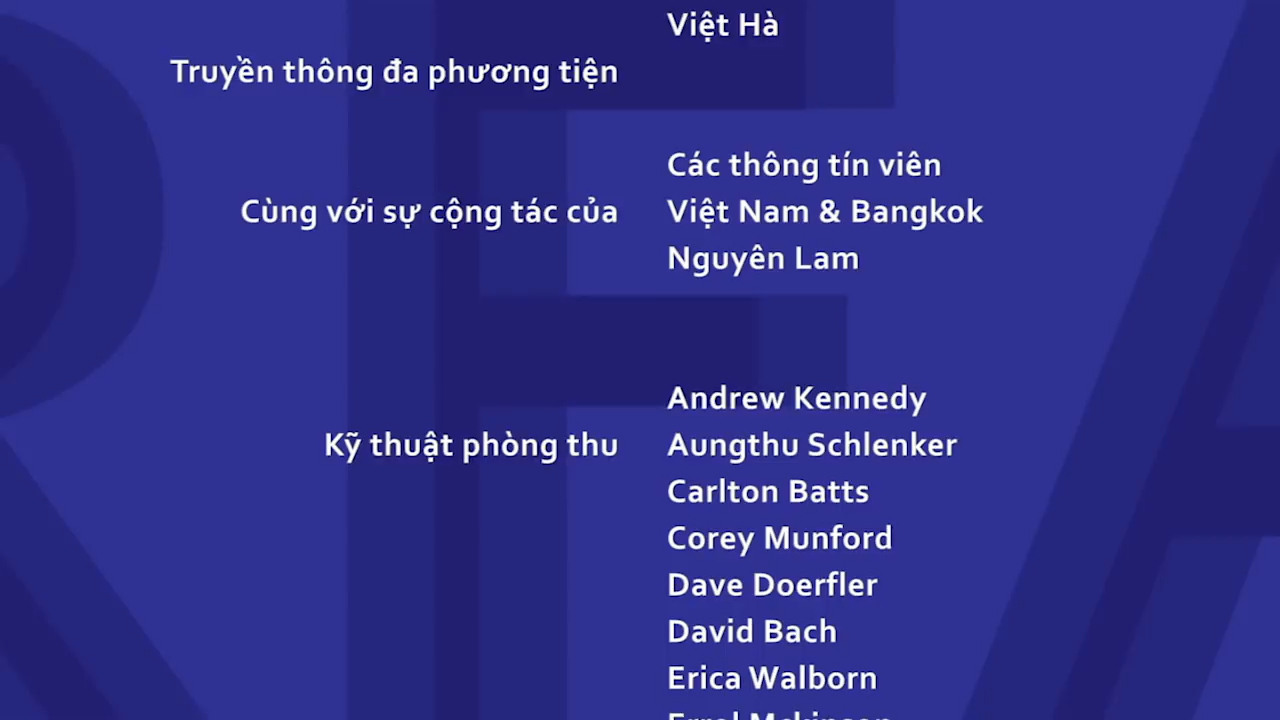 Việt Hà
Truyền thông đa phương tiện
Các thông tín viên
Cùng với sự cộng tác của Việt Nam & Bangkok
Nguyên Lam
Andrew Kennedy
Kỹ thuật phòng thu Aungthu Schlenker
Carlton Batts
Corey Munford
Dave Doerfler
David Bach
Erica Walborn